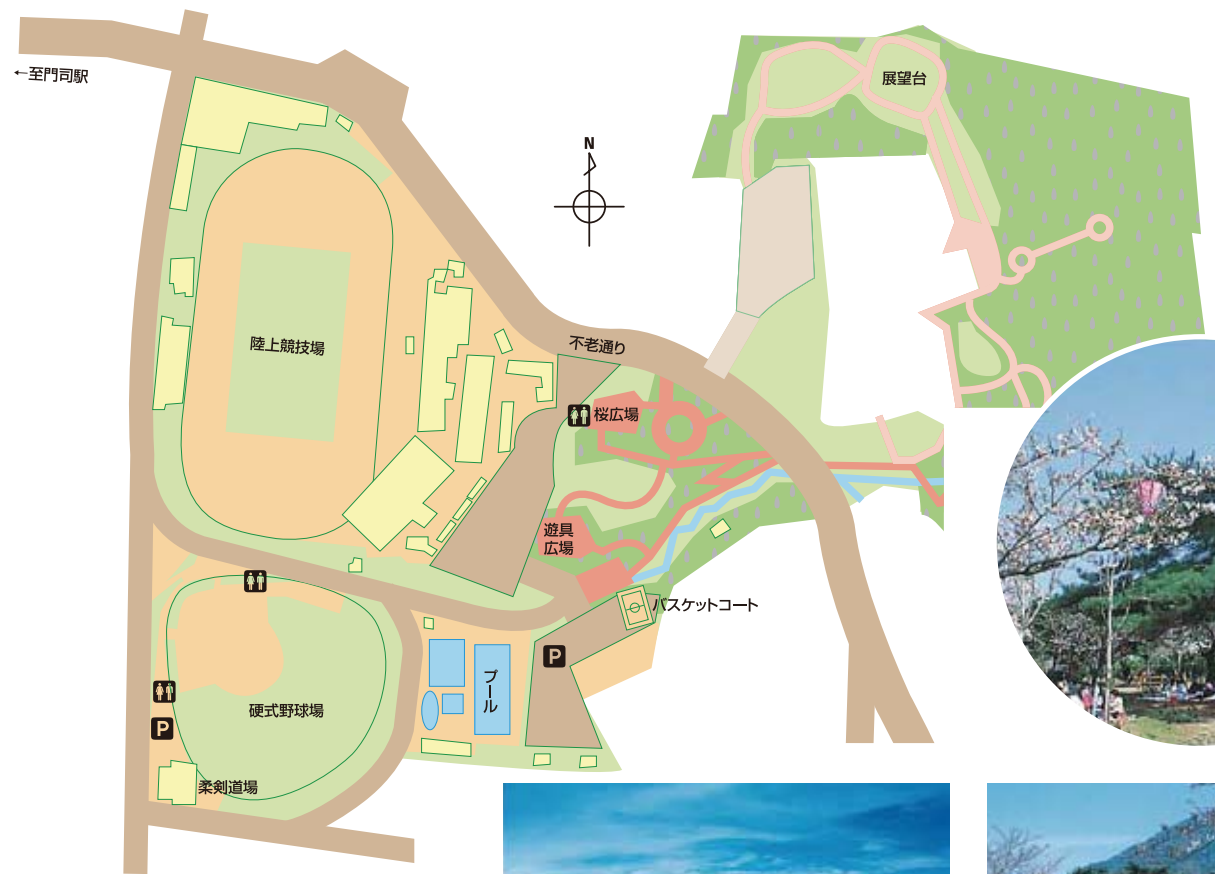 ←至門司駅
展望台
N
陸上競技場
不老通り
桜広場
遊具
広場
バスケットコート
P
プール
硬式野球場
P
柔剣道場